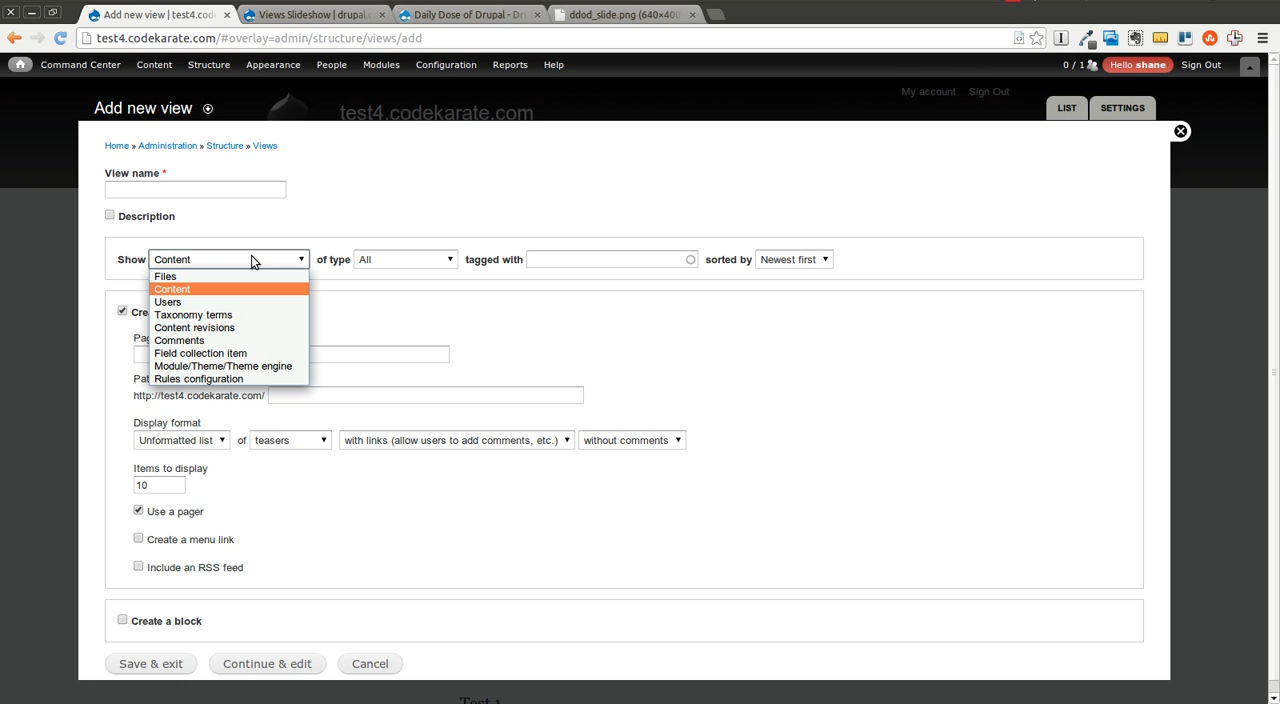 Add new view | test4.cod
Views Slideshow | drupal.c
Daily Dose of Drupal - Dr
ddod_slide.png (640×400
test4.codekarate.com/#overlay=admin/structure/views/add
Command Center Content Structure Appearance People Modules Configuration Reports Help 0 / 1 Hello shane Sign Out
My account Sign Out
Add new view
test4.codekarate.com
LIST SETTINGS
Home » Administration » Structure » Views
View name *
Description
Show Content of type All tagged with sorted by Newest first
Files
Content
Users
Taxonomy terms
Content revisions
Comments
Field collection item
Module/Theme/Theme engine
Rules configuration
Cre
Pag
Pat
http://test4.codekarate.com/
Display format
Unformatted list of teasers with links (allow users to add comments, etc.) without comments
Items to display
10
Use a pager
Create a menu link
Include an RSS feed
Create a block
Save & exit Continue & edit Cancel